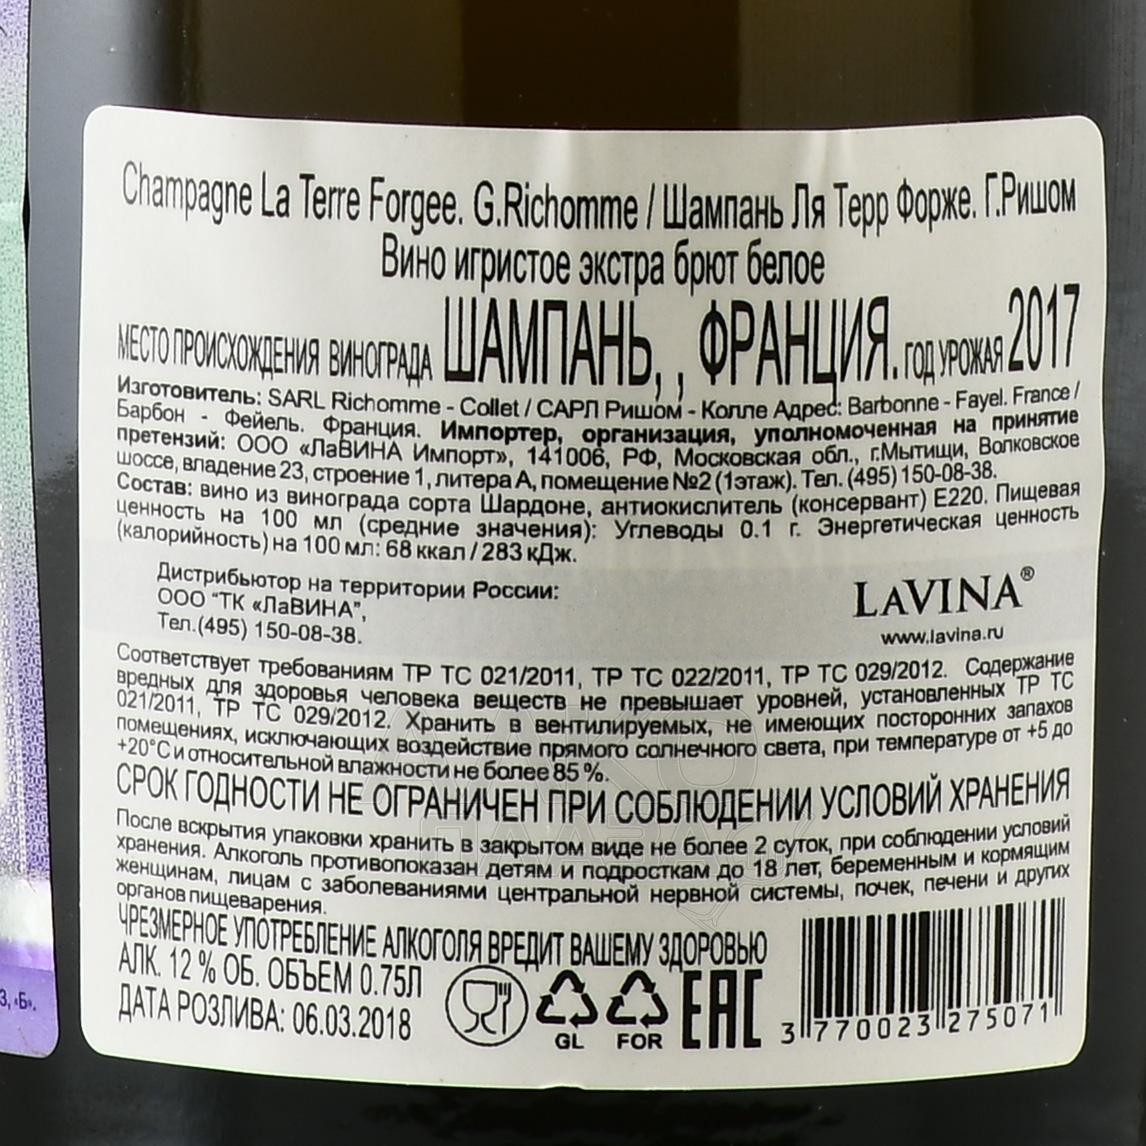 Champagne La Terre Forgee. G.Richomme / Шампань Ля Терр Форже. Г.Ришом
Вино игристое экстра брют белое
МЕСТО ПРОИСХОЖДЕНИЯ ВИНОГРАДА ШАМПАНЬ, , ФРАНЦИЯ. ГОД УРОЖАЯ 2017
Изготовитель: SARL Richomme - Collet / САРЛ Ришом - Колле Адрес: Barbonne - Fayel. France /
Барбон - Фейель. Франция. Импортер, организация, уполномоченная на принятие
претензий: ООО «ЛаВИНА Импорт», 141006, РФ, Московская обл., г.Мытищи, Волковское
шоссе, владение 23, строение 1, литера А, помещение №2 (1этаж). Тел. (495) 150-08-38.
Состав: вино из винограда сорта Шардоне, антиокислитель (консервант) Е220. Пищевая
ценность на 100 мл (средние значения): Углеводы 0.1 г. Энергетическая ценность
(калорийность) на 100 мл: 68 ккал / 283 кДж.
Дистрибьютор на территории России:
ООО "ТК «ЛаВИНА",
Тел.(495) 150-08-38.
LAVINA®
www.lavina.ru
Соответствует требованиям ТР ТС 021/2011, ТР ТС 022/2011, ТР ТС 029/2012. Содержание
вредных для здоровья человека веществ не превышает уровней, установленных ТР ТС
021/2011, ТР ТС 029/2012. Хранить в вентилируемых, не имеющих посторонних запахов
помещениях, исключающих воздействие прямого солнечного света, при температуре от +5 до
+20°С и относительной влажности не более 85 %.
СРОК ГОДНОСТИ НЕ ОГРАНИЧЕН ПРИ СОБЛЮДЕНИИ УСЛОВИЙ ХРАНЕНИЯ
После вскрытия упаковки хранить в закрытом виде не более 2 суток, при соблюдении условий
хранения. Алкоголь противопоказан детям и подросткам до 18 лет, беременным и кормящим
женщинам, лицам с заболеваниями центральной нервной системы, почек, печени и других
органов пищеварения.
ЧРЕЗМЕРНОЕ УПОТРЕБЛЕНИЕ АЛКОГОЛЯ ВРЕДИТ ВАШЕМУ ЗДОРОВЬЮ
АЛК. 12 % ОБ. ОБЪЕМ 0.75Л
ДАТА РОЗЛИВА: 06.03.2018
GL
FOR
EAC
3 770023 275071
З, «Б».